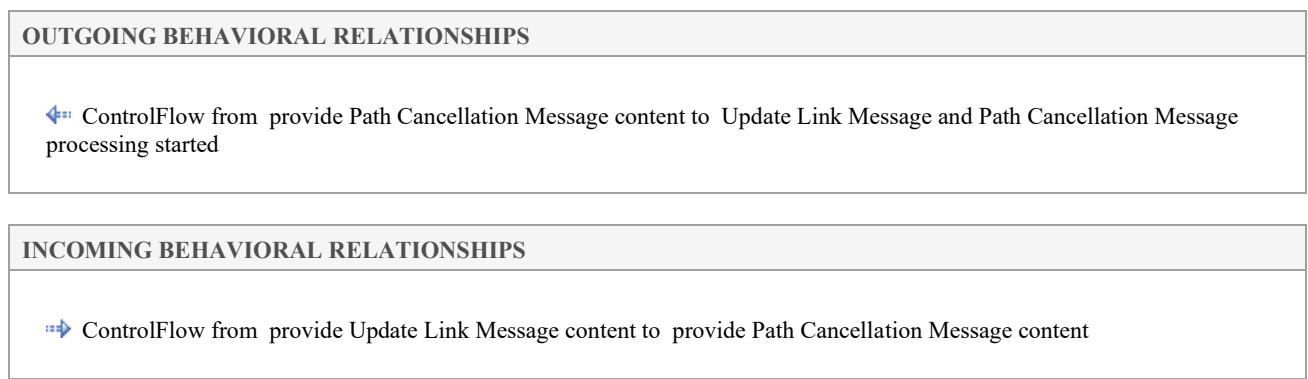 OUTGOING BEHAVIORAL RELATIONSHIPS
ControlFlow from provide Path Cancellation Message content to Update Link Message and Path Cancellation Message
processing started
INCOMING BEHAVIORAL RELATIONSHIPS
ControlFlow from provide Update Link Message content to provide Path Cancellation Message content